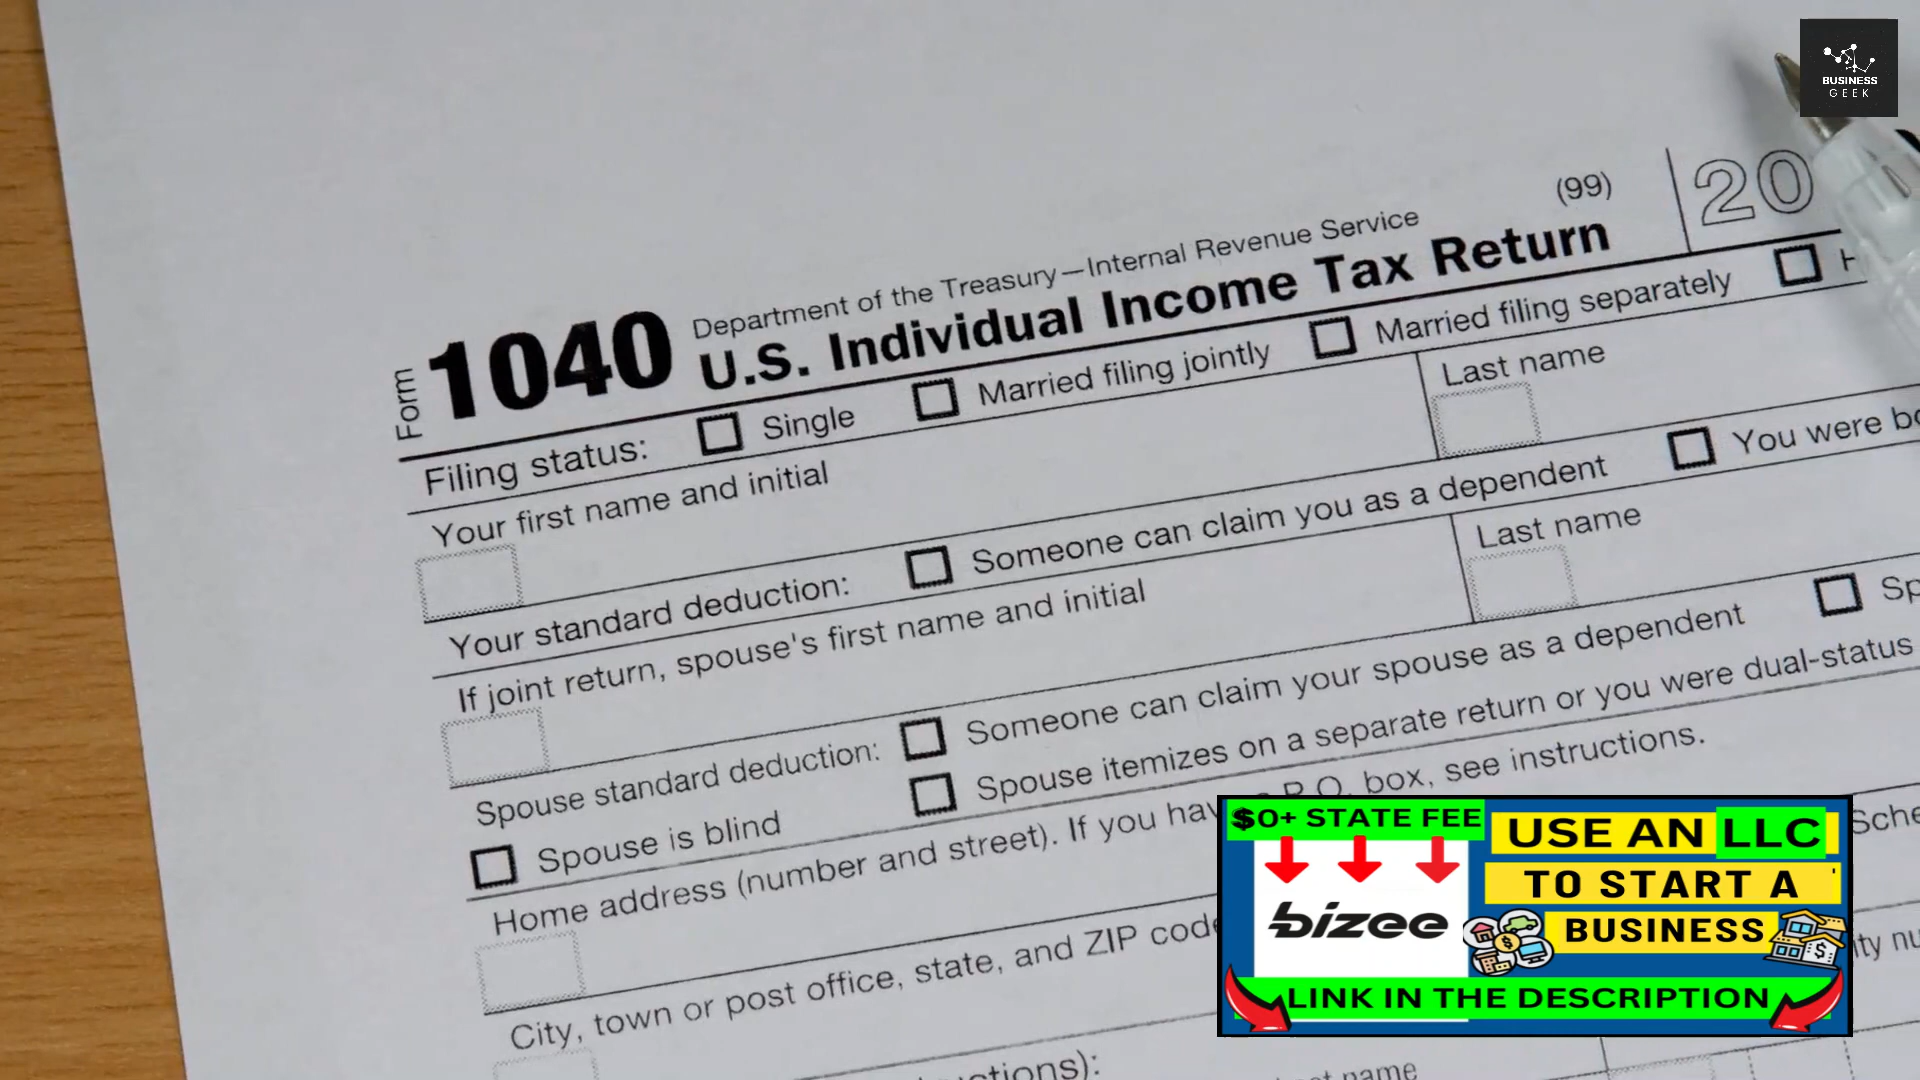 BUSINESS
GEEK
(99)
20
Department of the Treasury—Internal Revenue Service
Form 1040 U.S. Individual Income Tax Return
Filing status: Single Married filing jointly Married filing separately
Your first name and initial Last name
Your standard deduction: Someone can claim you as a dependent You were
If joint return, spouse's first name and initial Last name
Spouse standard deduction: Someone can claim your spouse as a dependent
Spouse is blind Spouse itemizes on a separate return or you were dual-status
Home address (number and street). If you have P.O. box, see instructions.
City, town or post office, state, and ZIP code
name
$0+ STATE FEE
bizee
USE AN LLC
TO START A
BUSINESS
LINK IN THE DESCRIPTION